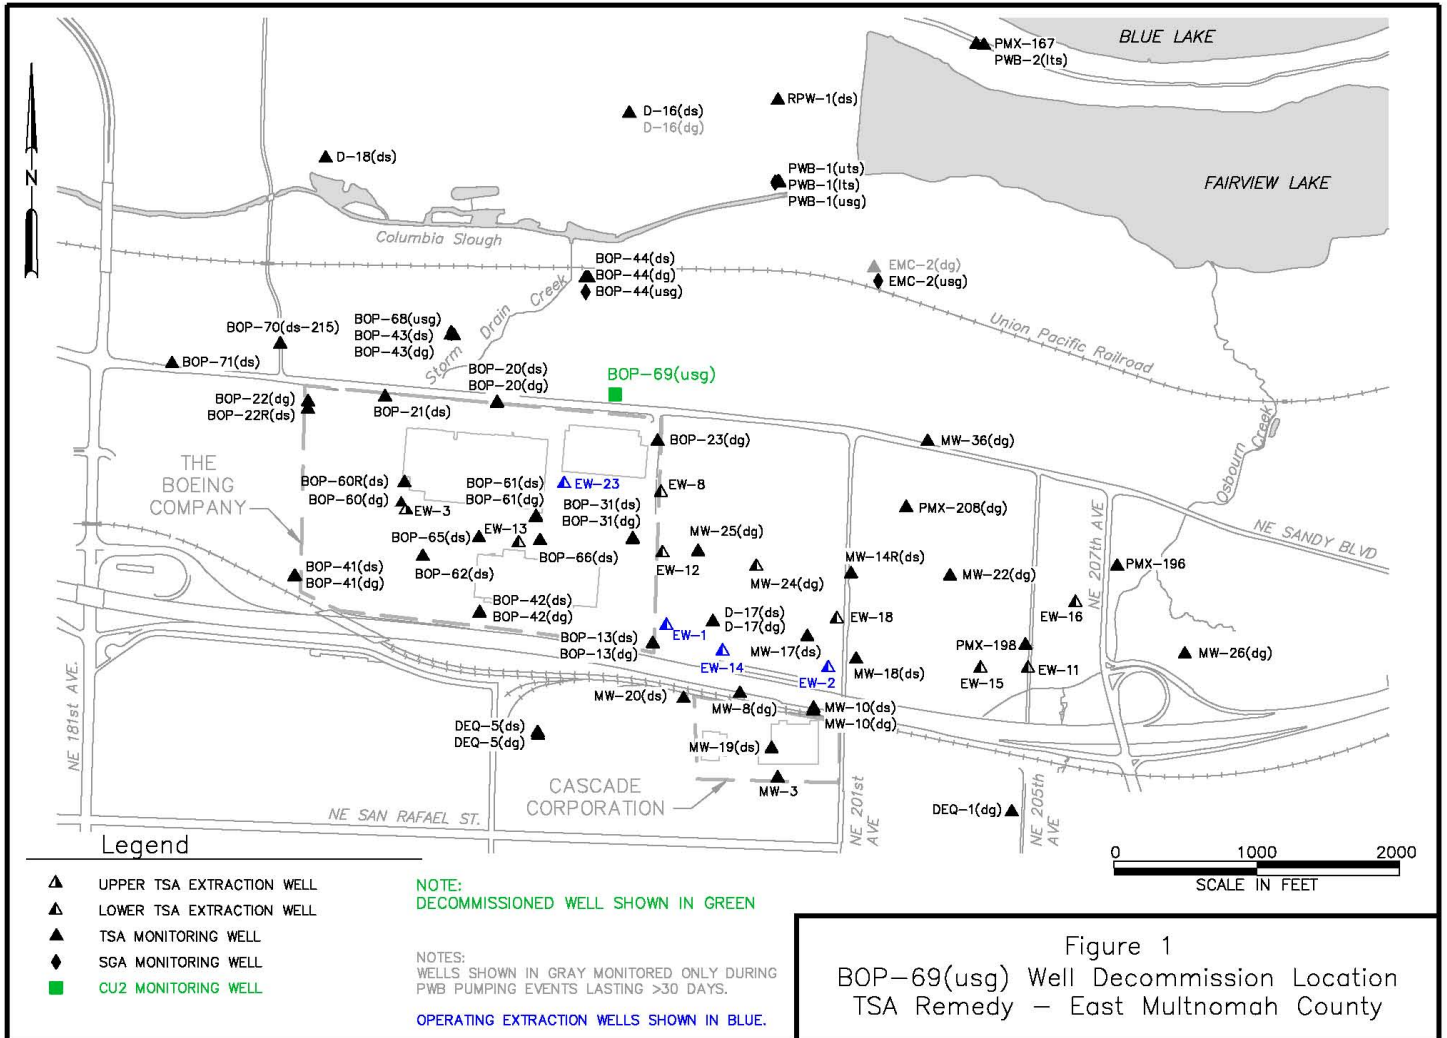 BLUE LAKE
PMX-167
PWB-2(lts)
RPW-1(ds)
D-16(ds)
D-16(dg)
D-18(ds)
N
PWB-1(uts)
PWB-1(lts)
PWB-1(usg)
FAIRVIEW LAKE
Columbia Slough
BOP-44(ds)
BOP-44(dg)
BOP-44(usg)
EMC-2(dg)
EMC-2(usg)
Storm Drain Creek
Union Pacific Railroad
BOP-70(ds-215)
BOP-68(usg)
BOP-43(ds)
BOP-43(dg)
BOP-71(ds)
BOP-20(ds)
BOP-20(dg)
BOP-69(usg)
BOP-22(dg)
BOP-22R(ds)
BOP-21(ds)
BOP-23(dg)
MW-36(dg)
Osbourn Creek
THE
BOEING
COMPANY
BOP-60R(ds)
BOP-60(dg)
EW-3
BOP-61(ds)
BOP-61(dg)
EW-23
EW-8
BOP-31(ds)
BOP-31(dg)
EW-13
PMX-208(dg)
NE SANDY BLVD
BOP-65(ds)
BOP-66(ds)
BOP-62(ds)
MW-25(dg)
EW-12
MW-24(dg)
MW-14R(ds)
MW-22(dg)
NE 207th AVE
PMX-196
BOP-41(ds)
BOP-41(dg)
BOP-42(ds)
BOP-42(dg)
D-17(ds)
D-17(dg)
EW-18
EW-16
BOP-13(ds)
BOP-13(dg)
EW-1
EW-14
MW-17(ds)
EW-2
MW-18(ds)
PMX-198
EW-15
EW-11
MW-26(dg)
NE 181st AVE.
MW-20(ds)
MW-8(dg)
MW-10(ds)
MW-10(dg)
DEQ-5(ds)
DEQ-5(dg)
MW-19(ds)
MW-3
CASCADE
CORPORATION
NE SAN RAFAEL ST.
NE 201st
AVE
DEQ-1(dg)
NE 205th
AVE
0 1000 2000
SCALE IN FEET
Legend
UPPER TSA EXTRACTION WELL
LOWER TSA EXTRACTION WELL
TSA MONITORING WELL
SGA MONITORING WELL
CU2 MONITORING WELL
NOTE:
DECOMMISSIONED WELL SHOWN IN GREEN
NOTES:
WELLS SHOWN IN GRAY MONITORED ONLY DURING
PWB PUMPING EVENTS LASTING >30 DAYS.
OPERATING EXTRACTION WELLS SHOWN IN BLUE.
Figure 1
BOP-69(usg) Well Decommission Location
TSA Remedy - East Multnomah County